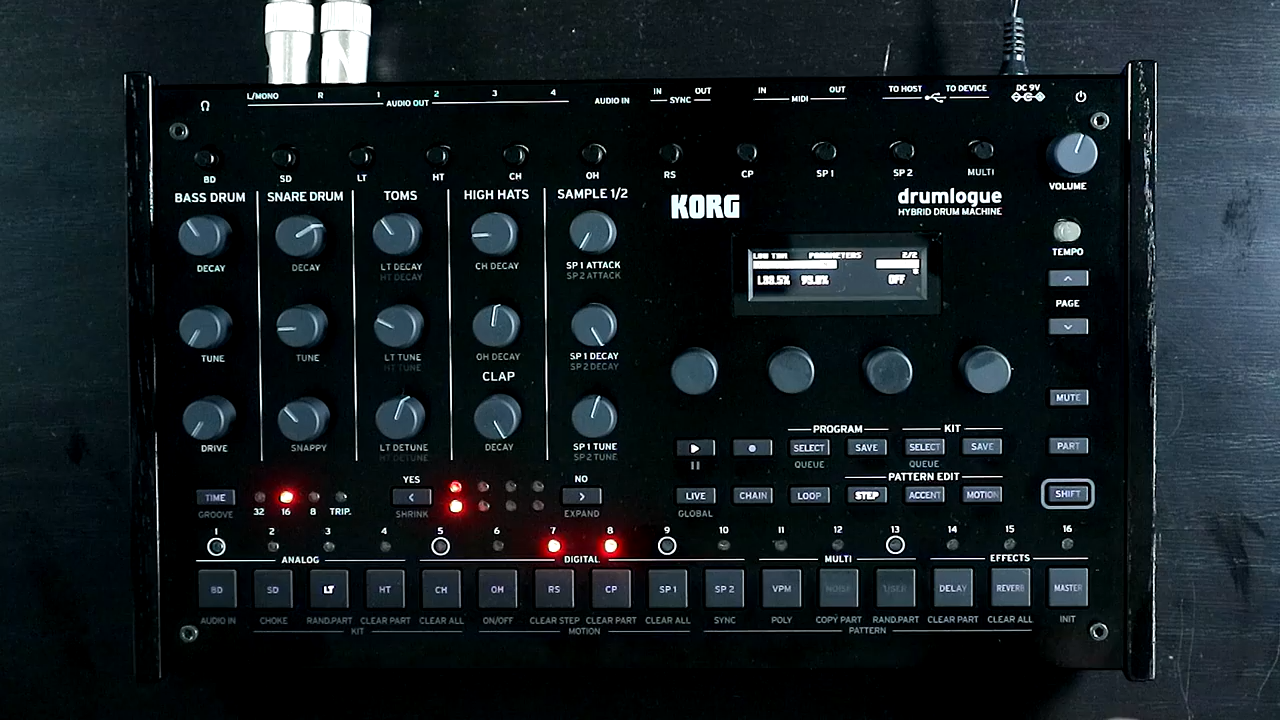 L/MONO R 1 2 3 4
AUDIO OUT
AUDIO IN
IN OUT
SYNC
IN OUT
MIDI
TO HOST TO DEVICE
DC 9V
BD SD LT HT CH OH RS CP SP 1 SP 2 MULTI
VOLUME
BASS DRUM SNARE DRUM TOMS HIGH HATS SAMPLE 1/2
KORG
drumlogue
HYBRID DRUM MACHINE
TEMPO
PARAMETERS 2/2
OFF
DECAY DECAY LT DECAY CH DECAY SP 1 ATTACK
HT DECAY SP 2 ATTACK
PAGE
TUNE TUNE LT TUNE OH DECAY SP 1 DECAY
HT TUNE SP 2 DECAY
CLAP
MUTE
DRIVE SNAPPY LT DETUNE DECAY SP 1 TUNE
HT DETUNE SP 2 TUNE
PROGRAM KIT
SELECT SAVE SELECT SAVE PART
QUEUE QUEUE
PATTERN EDIT
LIVE CHAIN LOOP STEP ACCENT MOTION SHIFT
GLOBAL
YES NO
TIME < >
GROOVE 32 16 8 TRIP. SHRINK EXPAND
1 2 3 4 5 6 7 8 9 10 11 12 13 14 15 16
ANALOG DIGITAL MULTI EFFECTS
BD SD LT HT CH OH RS CP SP 1 SP 2 VPM NOISE USER DELAY REVERB MASTER
AUDIO IN CHOKE RAND.PART CLEAR PART CLEAR ALL ON/OFF CLEAR STEP CLEAR PART CLEAR ALL SYNC POLY COPY PART RAND.PART CLEAR PART CLEAR ALL INIT
KIT MOTION PATTERN